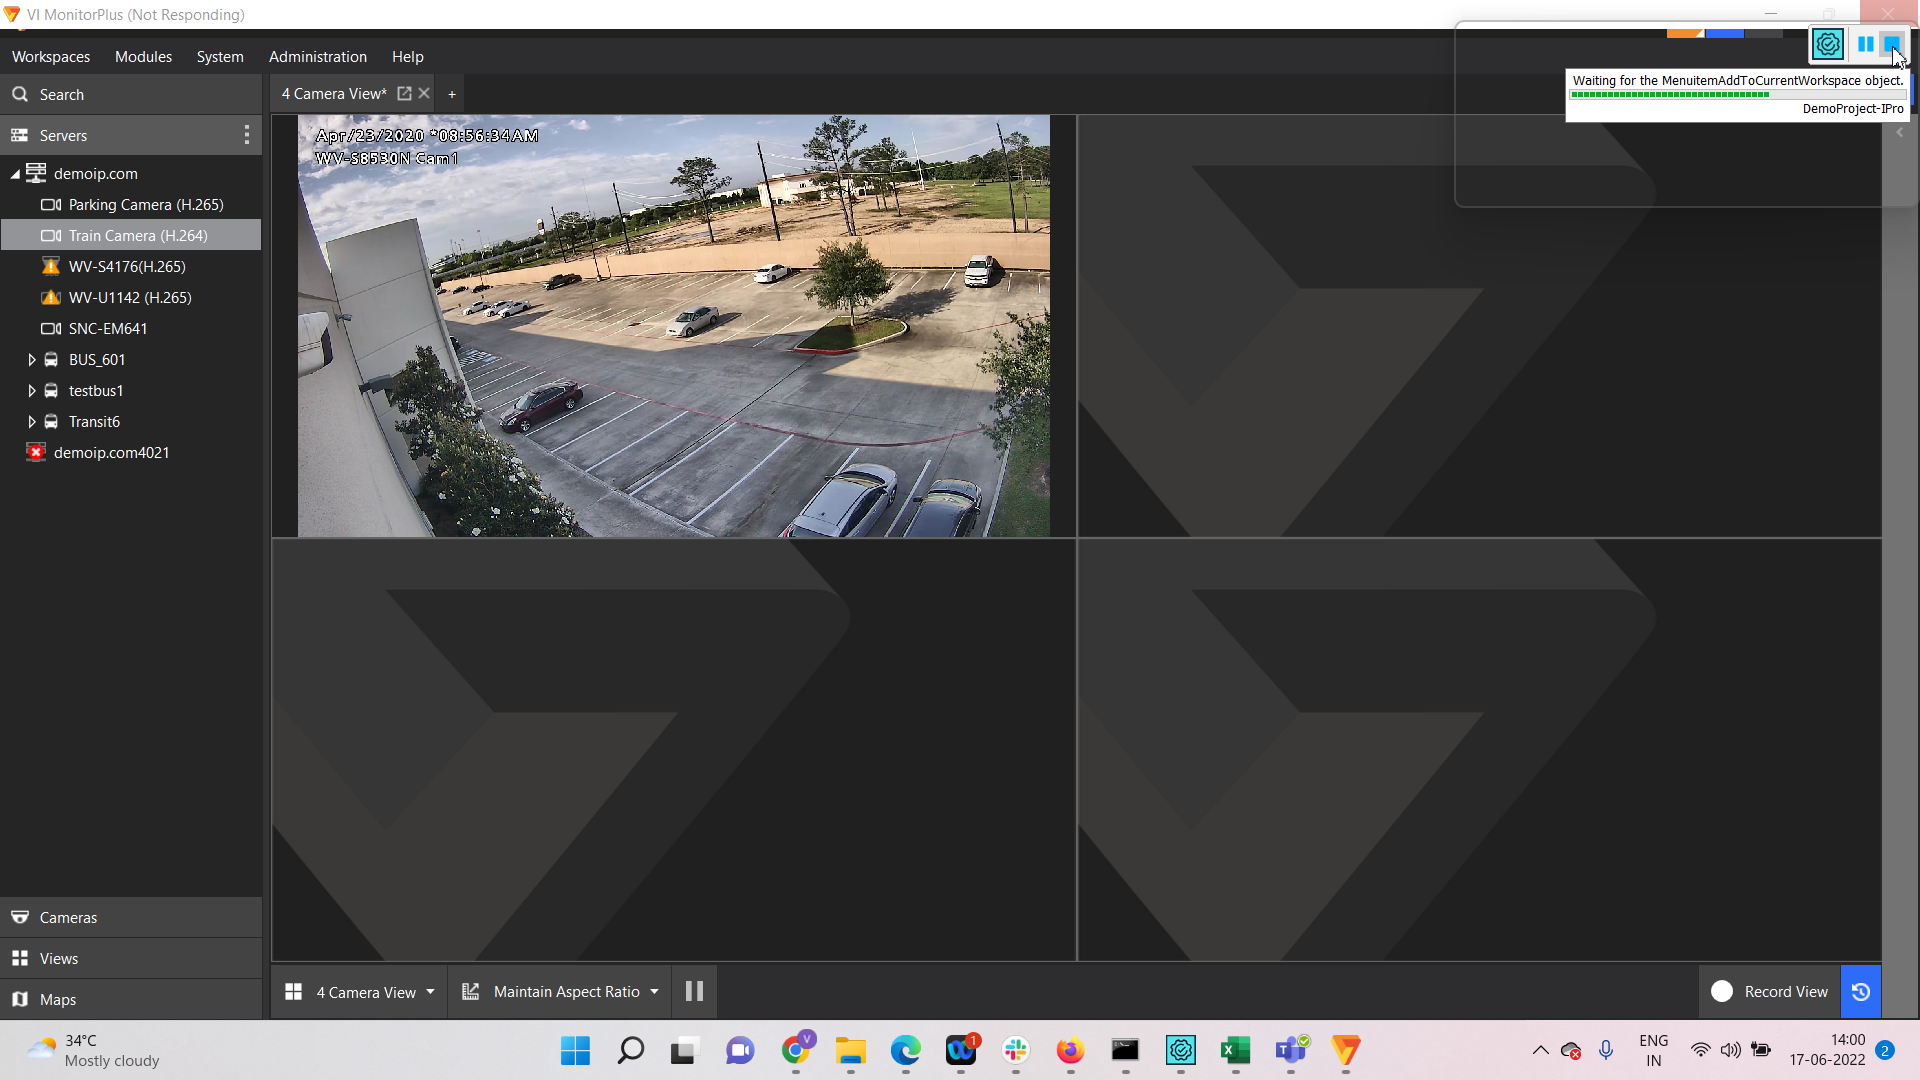 VI MonitorPlus (Not Responding)
Workspaces Modules System Administration Help
Waiting for the MenuitemAddToCurrentWorkspace object.
DemoProject-IPro
Search
4 Camera View*
+
Servers
Apr/23/2020 *08:56:34AM
WV-S8530N Cam1
demoip.com
Parking Camera (H.265)
Train Camera (H.264)
WV-S4176(H.265)
WV-U1142 (H.265)
SNC-EM641
BUS_601
testbus1
Transit6
demoip.com4021
Cameras
Views
Maps
4 Camera View
Maintain Aspect Ratio
Record View
34°C
Mostly cloudy
V
1
ENG
IN
14:00
17-06-2022
2